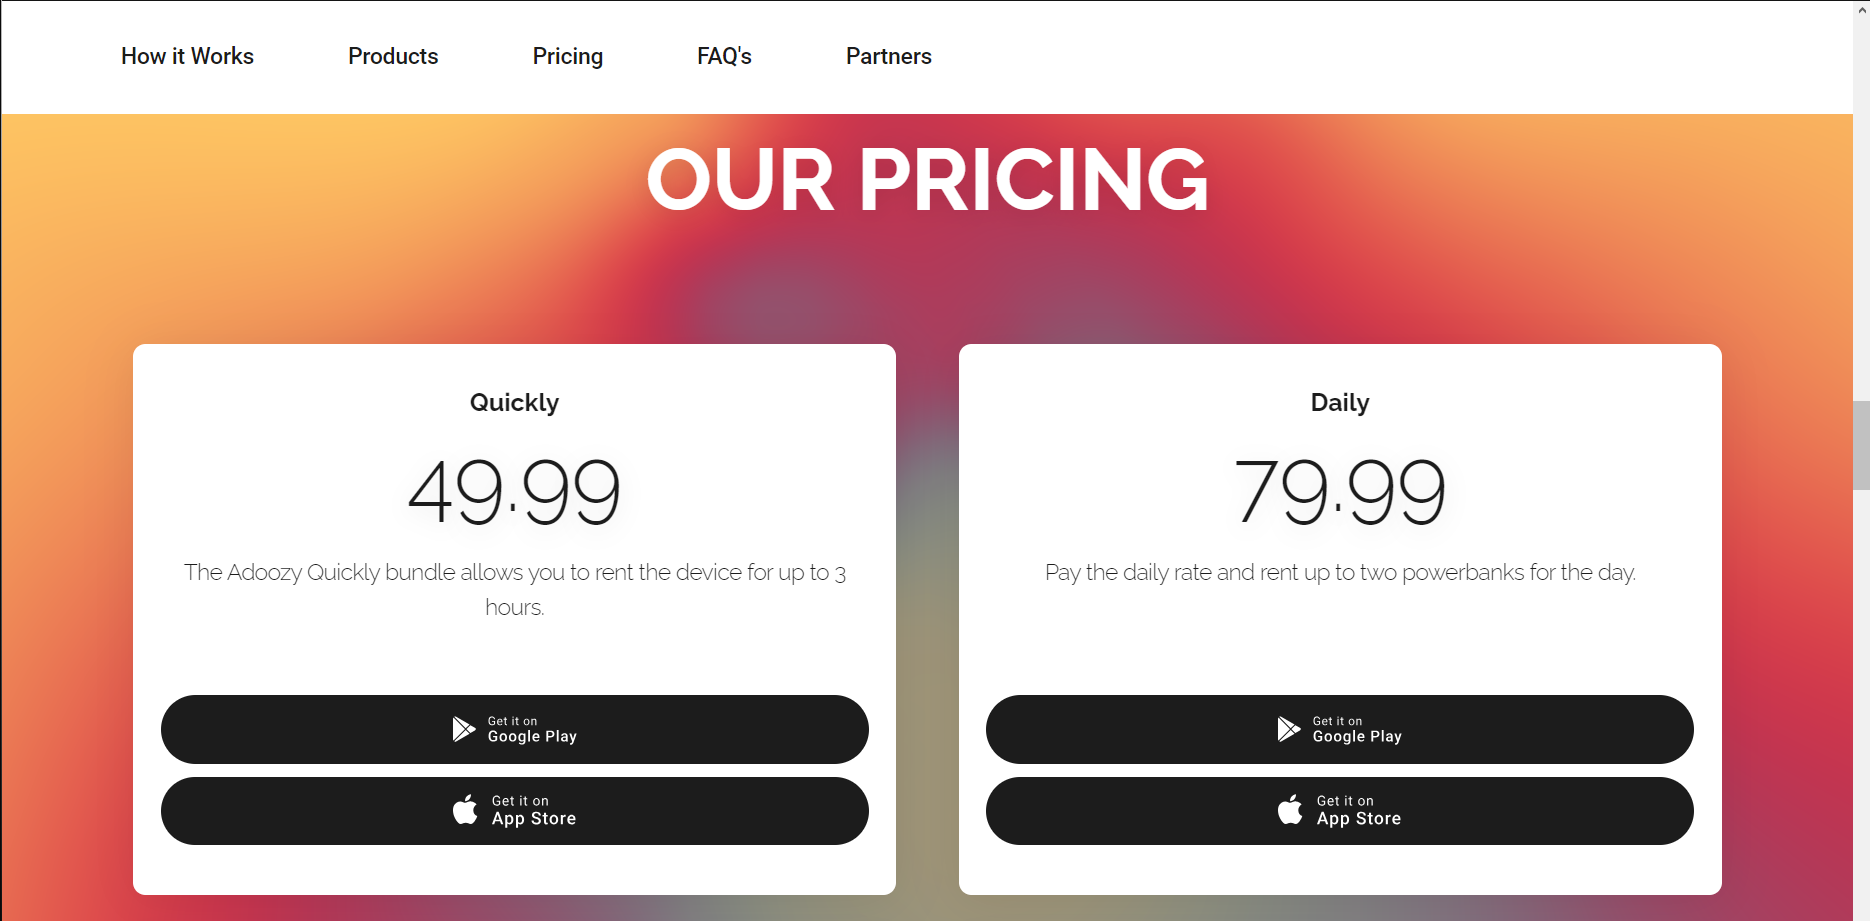 How it Works
Products
Pricing
FAQ's
Partners
OUR PRICING
Quickly
49.99
The Adoozy Quickly bundle allows you to rent the device for up to 3
hours.
Get it on
Google Play
Get it on
App Store
Daily
79.99
Pay the daily rate and rent up to two powerbanks for the day.
Get it on
Google Play
Get it on
App Store